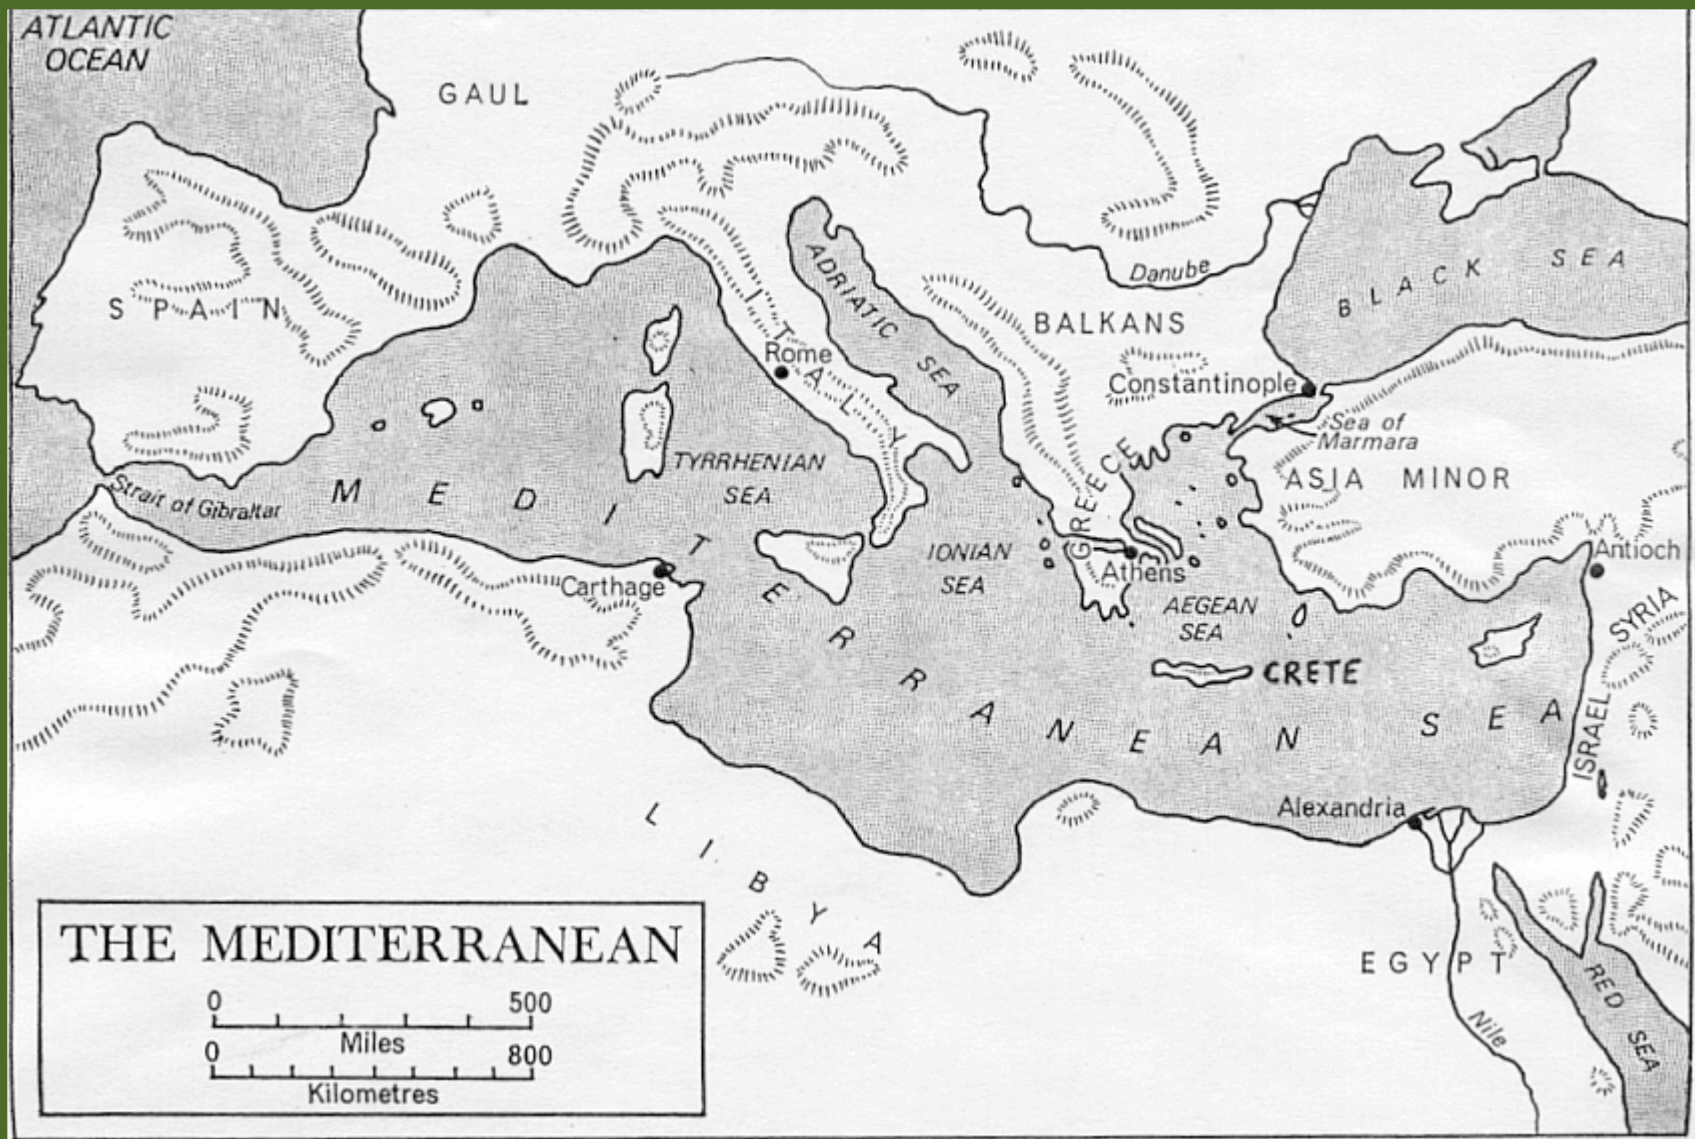 ATLANTIC
OCEAN
GAUL
SPAIN
ITALY
ADRIATIC SEA
Danube
BLACK SEA
BALKANS
Rome
Constantinople
Sea of
Marmara
GREECE
ASIA MINOR
TYRRHENIAN
SEA
Strait of Gibraltar
MEDITERRANEAN SEA
IONIAN
SEA
Athens
Antioch
Carthage
AEGEAN
SEA
SYRIA
CRETE
ISRAEL
Alexandria
LIBYA
EGYPT
Nile
RED SEA
THE MEDITERRANEAN
0 500
Miles
0 800
Kilometres